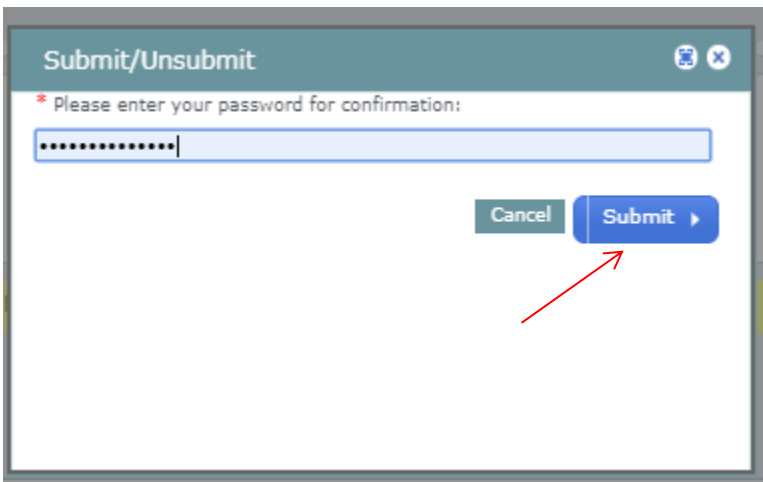 Submit/Unsubmit
* Please enter your password for confirmation:
••••••••••••••
Cancel Submit